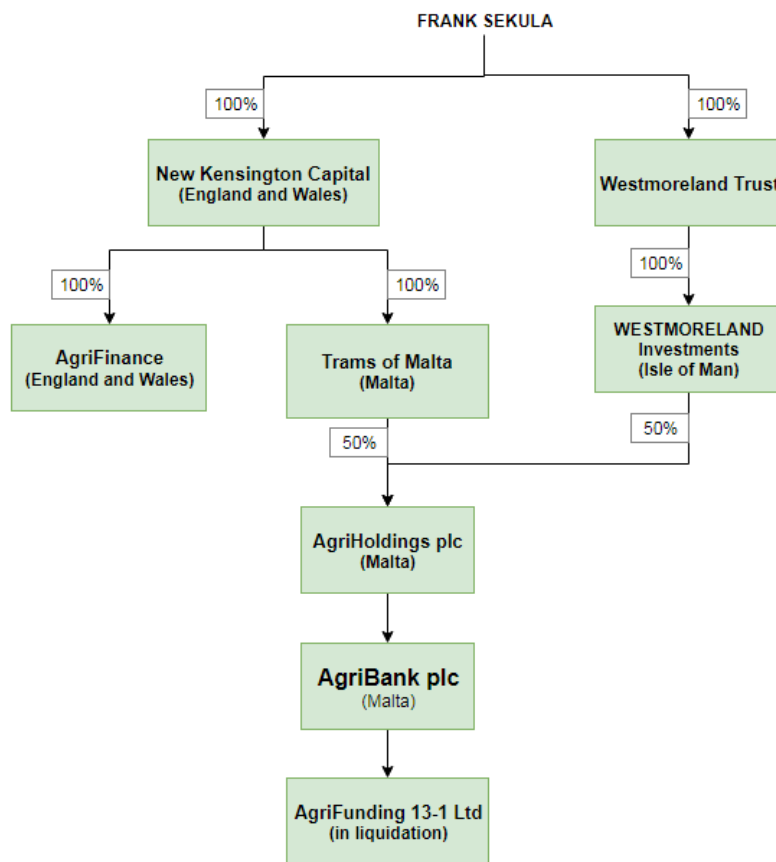 FRANK SEKULA
100%
100%
New Kensington Capital
(England and Wales)
Westmoreland Trust
100%
100%
100%
AgriFinance
(England and Wales)
Trams of Malta
(Malta)
WESTMORELAND
Investments
(Isle of Man)
50%
50%
AgriHoldings plc
(Malta)
AgriBank plc
(Malta)
AgriFunding 13-1 Ltd
(in liquidation)